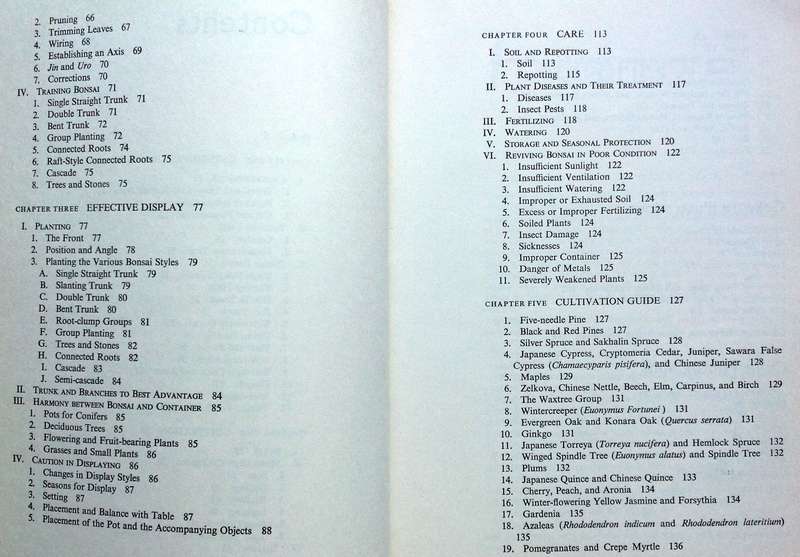 2. Pruning 66
3. Trimming Leaves 67
4. Wiring 68
5. Establishing an Axis 69
6. Jin and Uro 70
7. Corrections 70
IV. TRAINING BONSAI 71
1. Single Straight Trunk 71
2. Double Trunk 71
3. Bent Trunk 72
4. Group Planting 72
5. Connected Roots 74
6. Raft-Style Connected Roots 75
7. Cascade 75
8. Trees and Stones 75
CHAPTER THREE EFFECTIVE DISPLAY 77
I. PLANTING 77
1. The Front 77
2. Position and Angle 78
3. Planting the Various Bonsai Styles 79
A. Single Straight Trunk 79
B. Slanting Trunk 79
C. Double Trunk 80
D. Bent Trunk 80
E. Root-clump Groups 81
F. Group Planting 81
G. Trees and Stones 82
H. Connected Roots 82
I. Cascade 83
J. Semi-cascade 84
II. TRUNK AND BRANCHES TO BEST ADVANTAGE 84
III. HARMONY BETWEEN BONSAI AND CONTAINER 85
1. Pots for Conifers 85
2. Deciduous Trees 85
3. Flowering and Fruit-bearing Plants 85
4. Grasses and Small Plants 86
IV. CAUTION IN DISPLAYING 86
1. Changes in Display Styles 86
2. Seasons for Display 87
3. Setting 87
4. Placement and Balance with Table 87
5. Placement of the Pot and the Accompanying Objects 88
CHAPTER FOUR CARE 113
I. SOIL AND REPOTTING 113
1. Soil 113
2. Repotting 115
II. PLANT DISEASES AND THEIR TREATMENT 117
1. Diseases 117
2. Insect Pests 118
III. FERTILIZING 118
IV. WATERING 120
V. STORAGE AND SEASONAL PROTECTION 120
VI. REVIVING BONSAI IN POOR CONDITION 122
1. Insufficient Sunlight 122
2. Insufficient Ventilation 122
3. Insufficient Watering 122
4. Improper or Exhausted Soil 124
5. Excess or Improper Fertilizing 124
6. Soiled Plants 124
7. Insect Damage 124
8. Sicknesses 124
9. Improper Container 125
10. Danger of Metals 125
11. Severely Weakened Plants 125
CHAPTER FIVE CULTIVATION GUIDE 127
1. Five-needle Pine 127
2. Black and Red Pines 127
3. Silver Spruce and Sakhalin Spruce 128
4. Japanese Cypress, Cryptomeria Cedar, Juniper, Sawara False
Cypress (Chamaecyparis pisifera), and Chinese Juniper 128
5. Maples 129
6. Zelkova, Chinese Nettle, Beech, Elm, Carpinus, and Birch 129
7. The Waxtree Group 131
8. Wintercreeper (Euonymus Fortunei) 131
9. Evergreen Oak and Konara Oak (Quercus serrata) 131
10. Ginkgo 131
11. Japanese Torreya (Torreya nucifera) and Hemlock Spruce 132
12. Winged Spindle Tree (Euonymus alatus) and Spindle Tree 132
13. Plums 132
14. Japanese Quince and Chinese Quince 133
15. Cherry, Peach, and Aronia 134
16. Winter-flowering Yellow Jasmine and Forsythia 134
17. Gardenia 135
18. Azaleas (Rhododendron indicum and Rhododendron lateritium)
135
19. Pomegranates and Crepe Myrtle 136